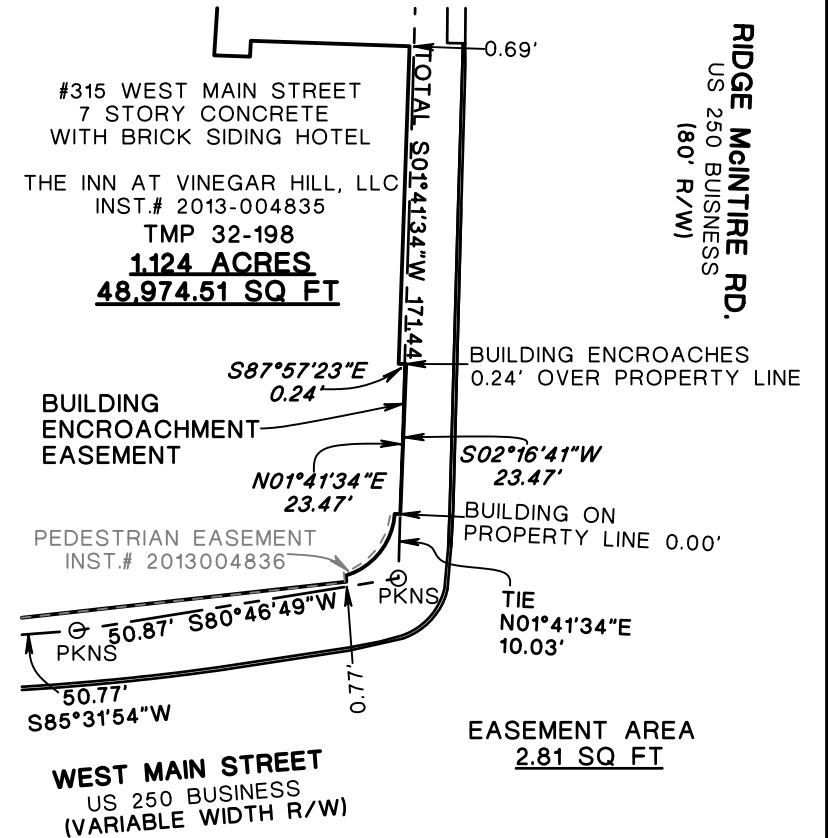 0.69'
RIDGE McINTIRE RD.
US 250 BUISNESS
(80' R/W)
#315 WEST MAIN STREET
7 STORY CONCRETE
WITH BRICK SIDING HOTEL
THE INN AT VINEGAR HILL, LLC
INST.# 2013-004835
TMP 32-198
1.124 ACRES
48,974.51 SQ FT
TOTAL S01°41'34"W 171.44'
S87°57'23"E
0.24'
BUILDING ENCROACHES
0.24' OVER PROPERTY LINE
BUILDING
ENCROACHMENT
EASEMENT
S02°16'41"W
23.47'
N01°41'34"E
23.47'
BUILDING ON
PROPERTY LINE 0.00'
PEDESTRIAN EASEMENT
INST.# 2013004836
PKNS
TIE
N01°41'34"E
10.03'
50.87' S80°46'49"W
PKNS
0.77'
50.77'
S85°31'54"W
EASEMENT AREA
2.81 SQ FT
WEST MAIN STREET
US 250 BUSINESS
(VARIABLE WIDTH R/W)